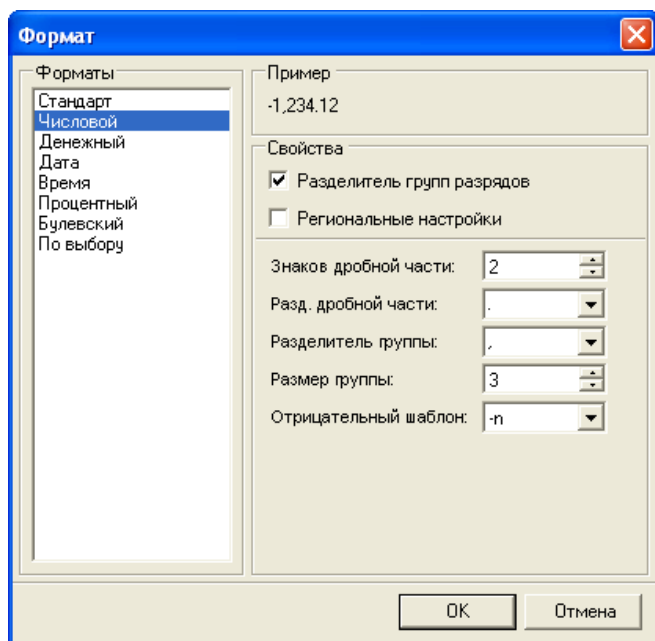 Формат
Форматы
Стандарт
Числовой
Денежный
Дата
Время
Процентный
Булевский
По выбору
Пример
-1,234.12
Свойства
Разделитель групп разрядов
Региональные настройки
Знаков дробной части: 2
Разд. дробной части: .
Разделитель группы: ,
Размер группы: 3
Отрицательный шаблон: -n
OK
Отмена